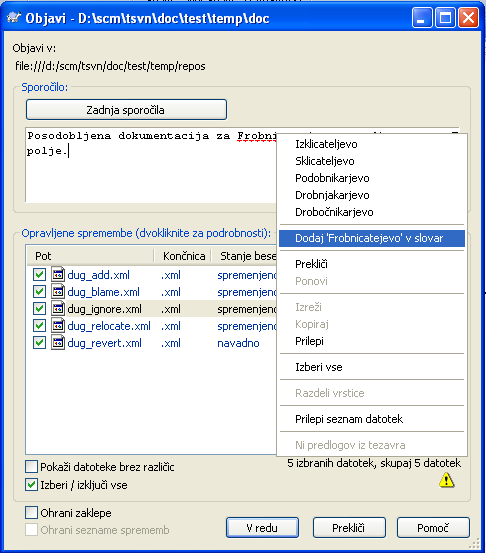 Objavi - D:\scm\tsvn\doc\test\temp\doc
Objavi v:
file:///d:/scm/tsvn/doc/test/temp/repos
Sporočilo:
Zadnja sporočila
Posodobljena dokumentacija za
polje.
Izklicateljevo
Sklicateljevo
Podobnikarjevo
Drobnjakarjevo
Drobočnikarjevo
Dodaj 'Frobnicatejevo' v slovar
Prekliči
Ponovi
Izreži
Kopiraj
Prilepi
Izberi vse
Razdeli vrstice
Prilepi seznam datotek
Ni predlogov iz tezavra
Opravljene spremembe (dvokliknite za podrobnosti):
Pot Končnica Stanje
dug_add.xml .xml spremenjeno
dug_blame.xml .xml spremenjeno
dug_ignore.xml .xml spremenjeno
dug_relocate.xml .xml spremenjeno
dug_revert.xml .xml navadno
Pokaži datoteke brez različic
5 izbranih datotek, skupaj 5 datotek
Izberi / izključi vse
Ohrani zaklepe
Ohrani sezname sprememb
V redu Prekliči Pomoč